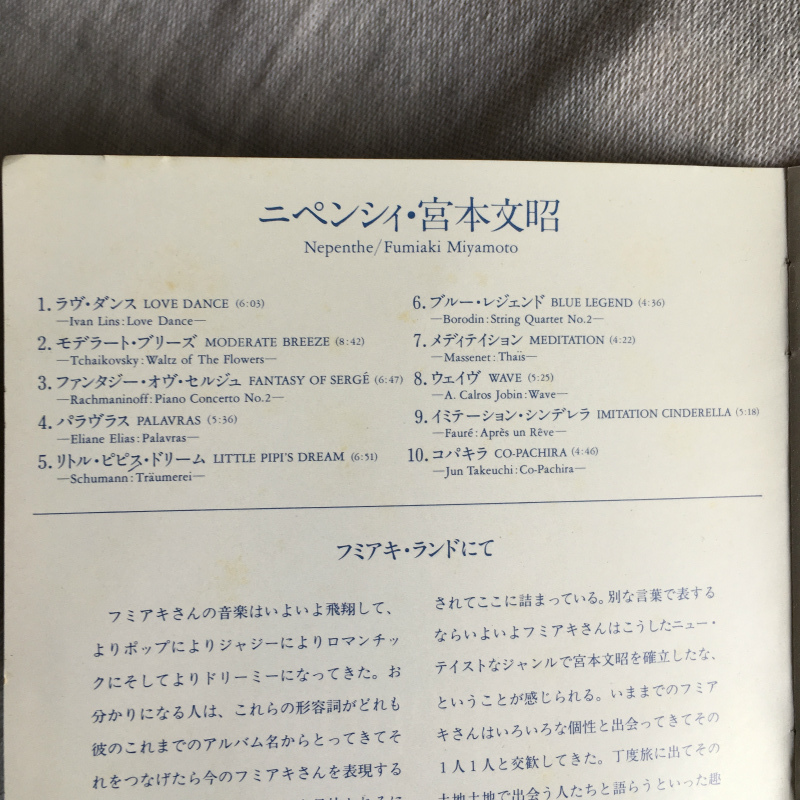 ニペンシィ・宮本文昭
Nepenthe/Fumiaki Miyamoto
1. ラヴ・ダンス LOVE DANCE (6:03)
—Ivan Lins: Love Dance—
2. モデラート・ブリーズ MODERATE BREEZE (8:42)
—Tchaikovsky: Waltz of The Flowers—
3. ファンタジー・オヴ・セルジュ FANTASY OF SERGÉ (6:47)
—Rachmaninoff: Piano Concerto No.2—
4. パラヴラス PALAVRAS (5:36)
—Eliane Elias: Palavras—
5. リトル・ピピス・ドリーム LITTLE PIPI'S DREAM (6:51)
—Schumann: Träumerei—
6. ブルー・レジェンド BLUE LEGEND (4:36)
—Borodin: String Quartet No.2—
7. メディテイション MEDITATION (4:22)
—Massenet: Thaïs—
8. ウェイヴ WAVE (5:25)
—A. Calros Jobin: Wave—
9. イミテーション・シンデレラ IMITATION CINDERELLA (5:18)
—Fauré: Après un Rêve—
10. コパキラ CO-PACHIRA (4:46)
—Jun Takeuchi: Co-Pachira—
フミアキ・ランドにて
フミアキさんの音楽はいよいよ飛翔して、
よりポップによりジャジーによりロマンチッ
クにそしてよりドリーミーになってきた。お
分かりになる人は、これらの形容詞がどれも
彼のこれまでのアルバム名からとってきてそ
れをつなげたら今のフミアキさんを表現する
されてここに詰まっている。別な言葉で表する
ならいよいよフミアキさんはこうしたニュー・
テイストなジャンルで宮本文昭を確立したな、
ということが感じられる。いままでのフミア
キさんはいろいろな個性と出会ってきてその
1人1人と交歓してきた。丁度旅に出てその
土地土地で出会う人たちと語らうといった趣